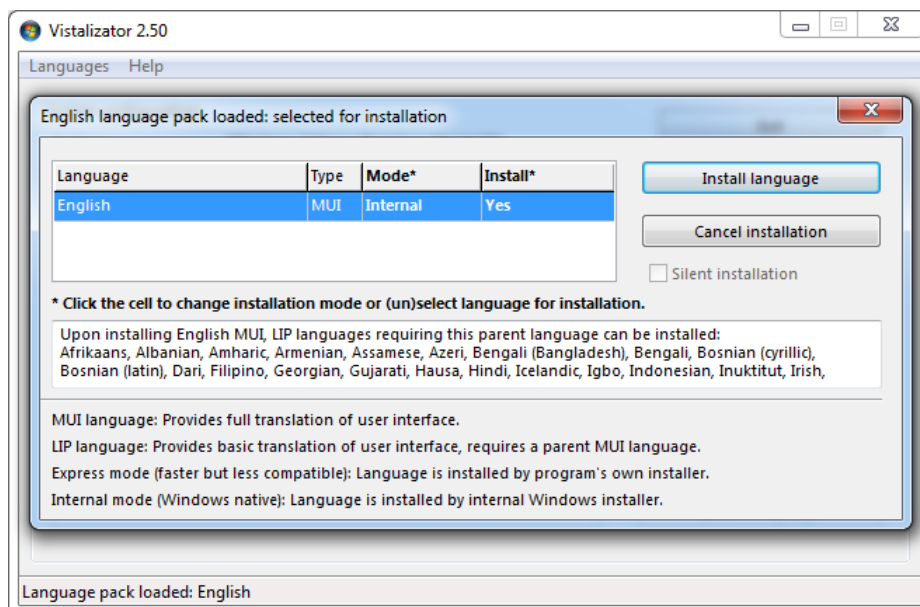 Vistalizator 2.50
Languages Help
English language pack loaded: selected for installation
Language Type Mode* Install*
English MUI Internal Yes
Install language
Cancel installation
Silent installation
* Click the cell to change installation mode or (un)select language for installation.
Upon installing English MUI, LIP languages requiring this parent language can be installed:
Afrikaans, Albanian, Amharic, Armenian, Assamese, Azeri, Bengali (Bangladesh), Bengali, Bosnian (cyrillic),
Bosnian (latin), Dari, Filipino, Georgian, Gujarati, Hausa, Hindi, Icelandic, Igbo, Indonesian, Inuktitut, Irish,
MUI language: Provides full translation of user interface.
LIP language: Provides basic translation of user interface, requires a parent MUI language.
Express mode (faster but less compatible): Language is installed by program's own installer.
Internal mode (Windows native): Language is installed by internal Windows installer.
Language pack loaded: English